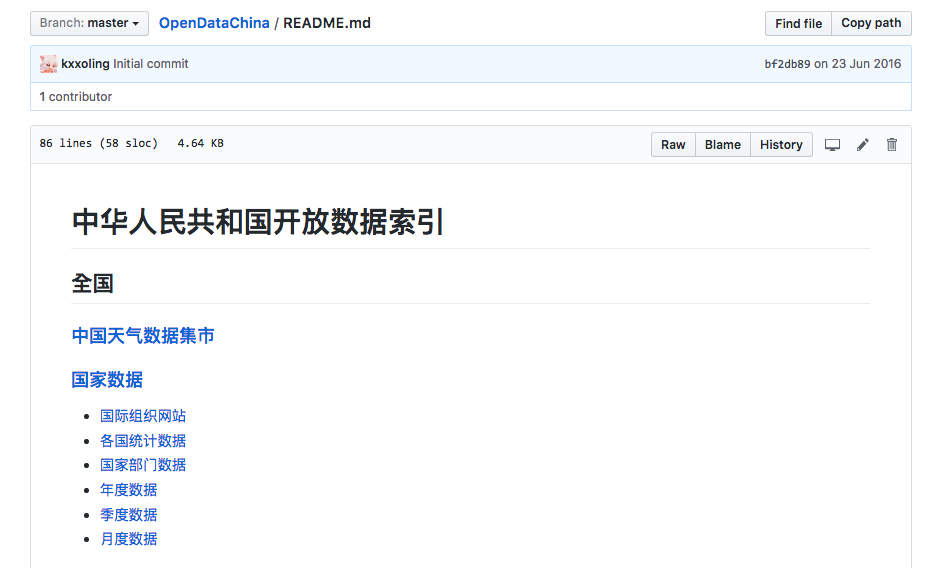 Branch: master
OpenDataChina / README.md
Find file
Copy path
kxxoling Initial commit
bf2db89 on 23 Jun 2016
1 contributor
86 lines (58 sloc) 4.64 KB
Raw
Blame
History
中华人民共和国开放数据索引
全国
中国天气数据集市
国家数据
国际组织网站
各国统计数据
国家部门数据
年度数据
季度数据
月度数据